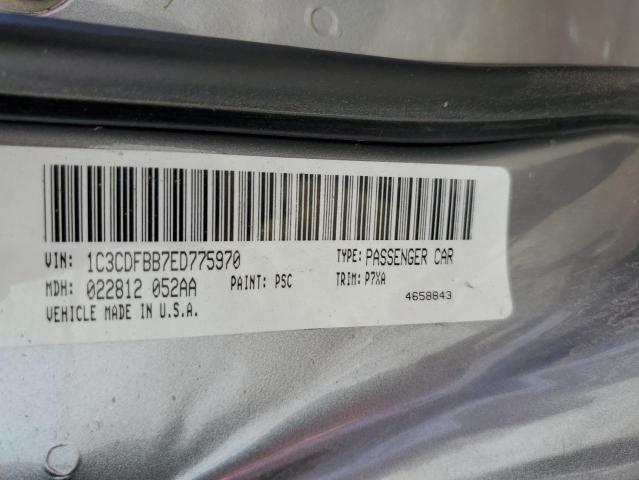 VIN: 1C3CDFBB7ED775970 TYPE: PASSENGER CAR
MDH: 022812 052AA PAINT: PSC TRIM: P7XA
VEHICLE MADE IN U.S.A. 4658843